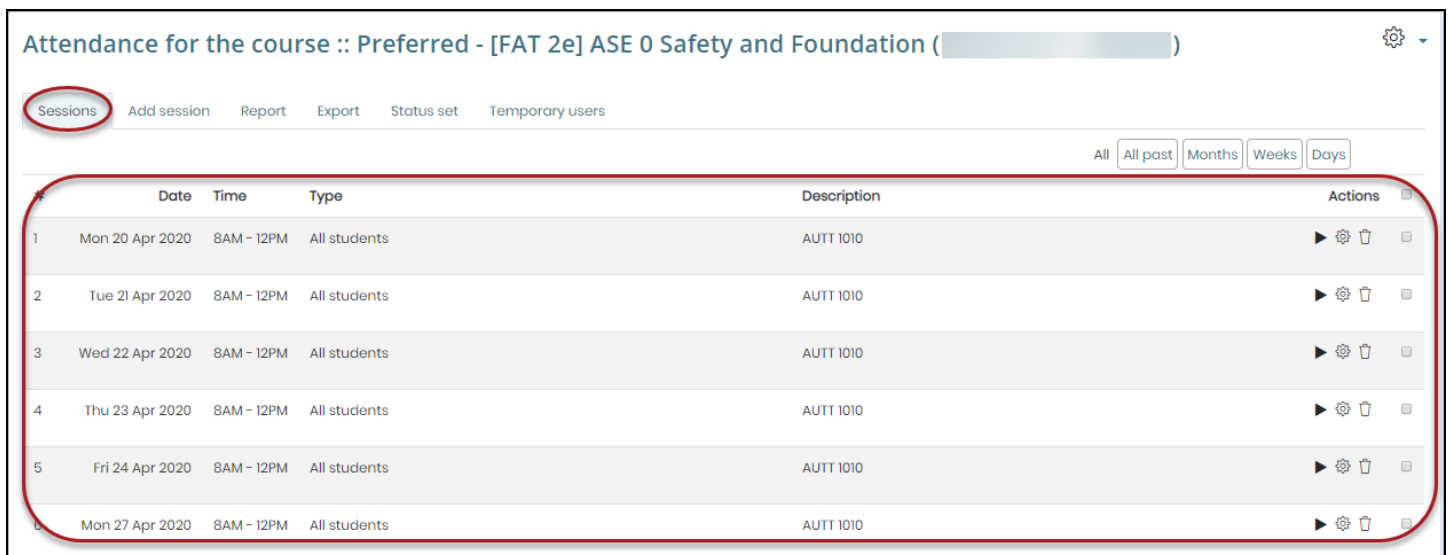 Attendance for the course :: Preferred - [FAT 2e] ASE 0 Safety and Foundation ( )
Sessions Add session Report Export Status set Temporary users
All All past Months Weeks Days
# Date Time Type Description Actions
1 Mon 20 Apr 2020 8AM - 12PM All students AUTT 1010
2 Tue 21 Apr 2020 8AM - 12PM All students AUTT 1010
3 Wed 22 Apr 2020 8AM - 12PM All students AUTT 1010
4 Thu 23 Apr 2020 8AM - 12PM All students AUTT 1010
5 Fri 24 Apr 2020 8AM - 12PM All students AUTT 1010
6 Mon 27 Apr 2020 8AM - 12PM All students AUTT 1010